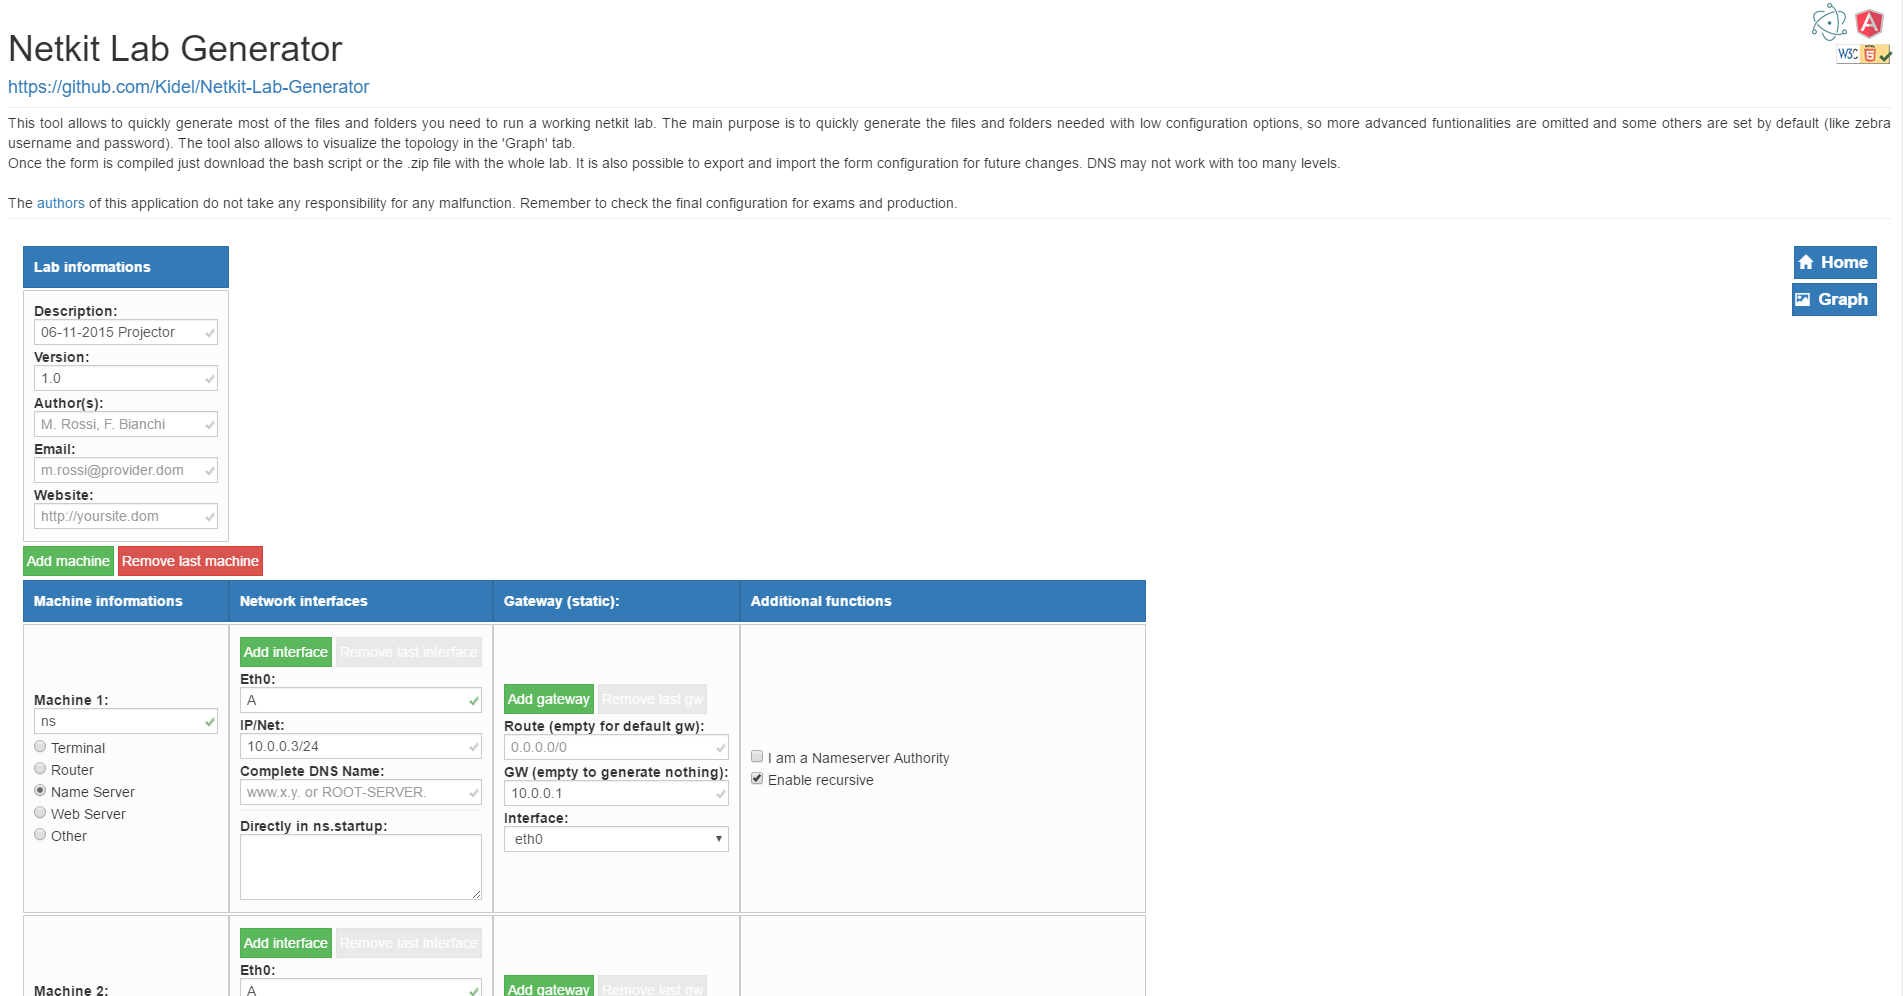 Netkit Lab Generator
W3C HTML 5
https://github.com/Kidel/Netkit-Lab-Generator
This tool allows to quickly generate most of the files and folders you need to run a working netkit lab. The main purpose is to quickly generate the files and folders needed with low configuration options, so more advanced funtionalities are omitted and some others are set by default (like zebra
username and password). The tool also allows to visualize the topology in the 'Graph' tab.
Once the form is compiled just download the bash script or the .zip file with the whole lab. It is also possible to export and import the form configuration for future changes. DNS may not work with too many levels.
The authors of this application do not take any responsibility for any malfunction. Remember to check the final configuration for exams and production.
Home
Graph
Lab informations
Description:
06-11-2015 Projector
Version:
1.0
Author(s):
M. Rossi, F. Bianchi
Email:
m.rossi@provider.dom
Website:
http://yoursite.dom
Add machine Remove last machine
Machine informations Network interfaces Gateway (static): Additional functions
Machine 1:
ns
Terminal
Router
Name Server
Web Server
Other
Add interface Remove last interface
Eth0:
A
IP/Net:
10.0.0.3/24
Complete DNS Name:
www.x.y. or ROOT-SERVER.
Directly in ns.startup:
Add gateway Remove last gw
Route (empty for default gw):
0.0.0.0/0
GW (empty to generate nothing):
10.0.0.1
Interface:
eth0
I am a Nameserver Authority
Enable recursive
Machine 2:
Add interface Remove last interface
Eth0:
A
Add gateway Remove last gw